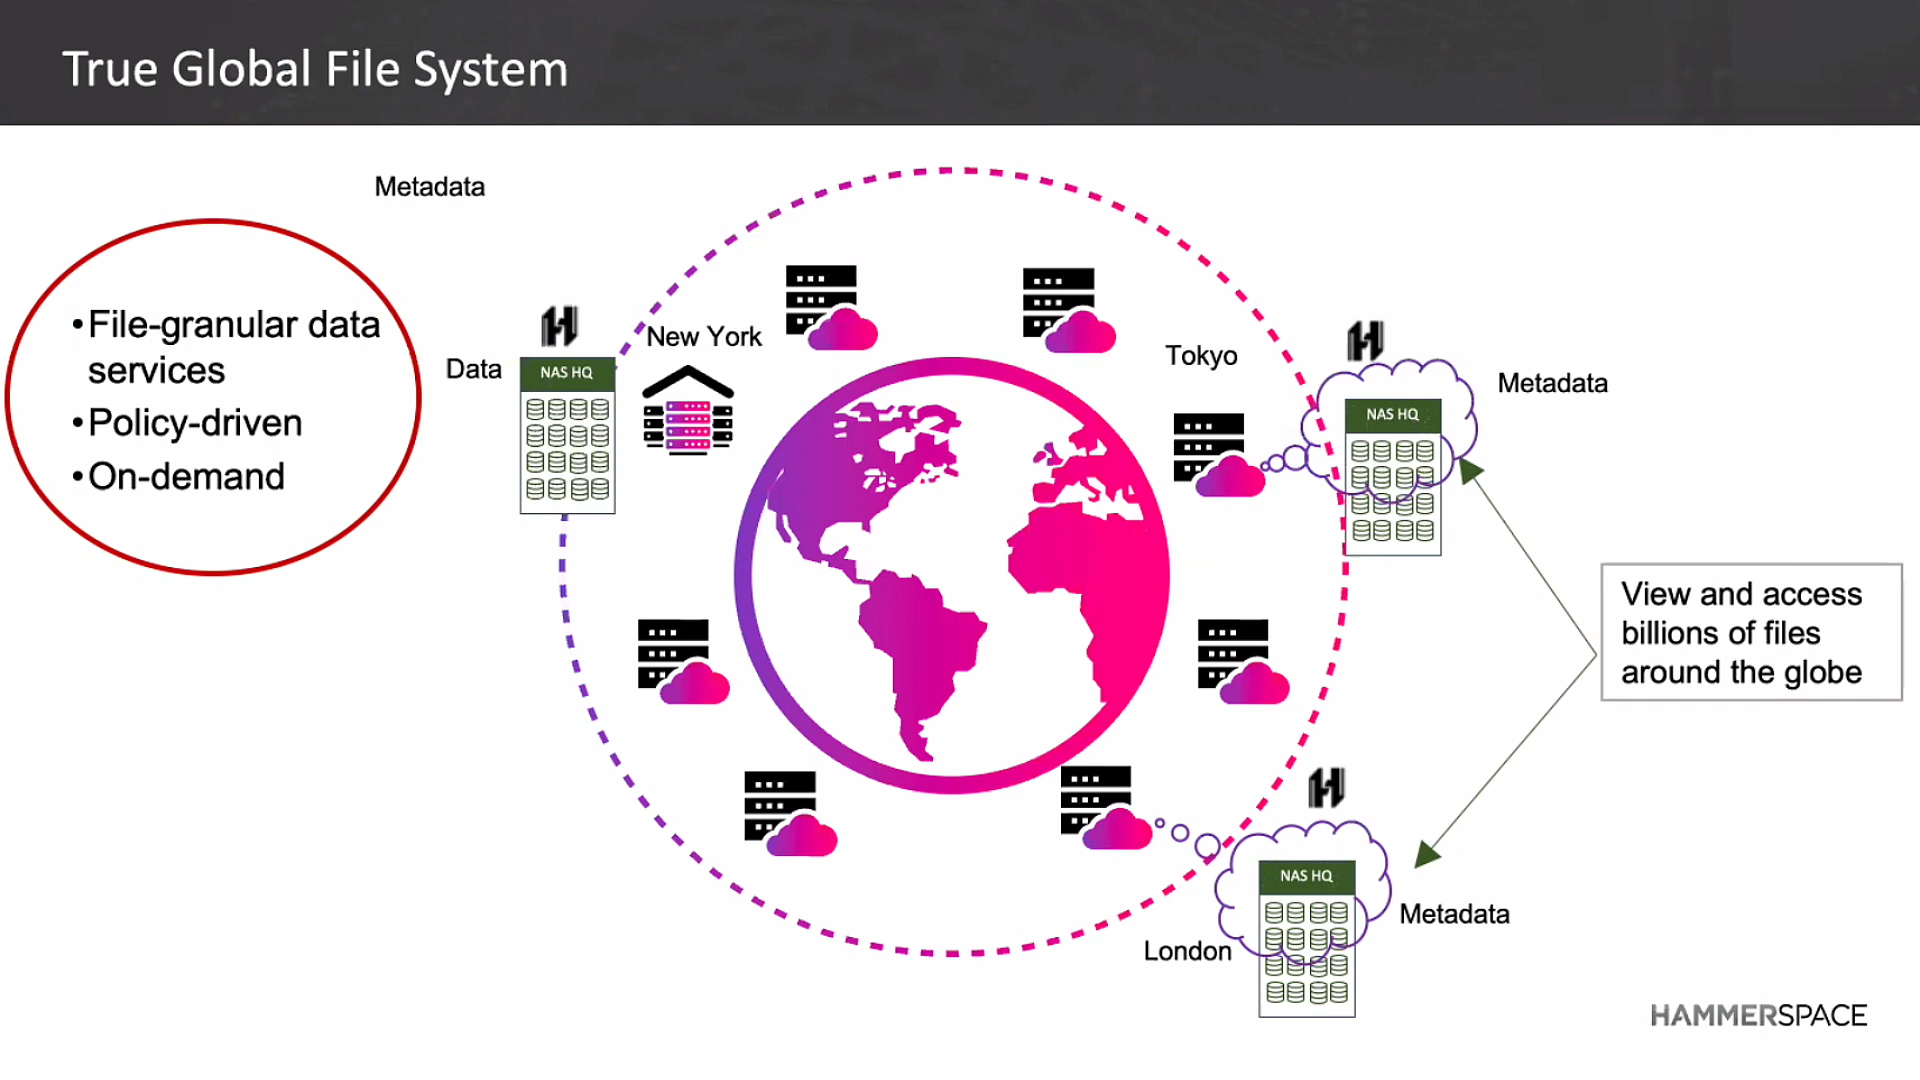 True Global File System
Metadata
•File-granular data
services
•Policy-driven
•On-demand
Data
NAS HQ
New York
Tokyo
NAS HQ
Metadata
View and access
billions of files
around the globe
NAS HQ
Metadata
London
HAMMERSPACE